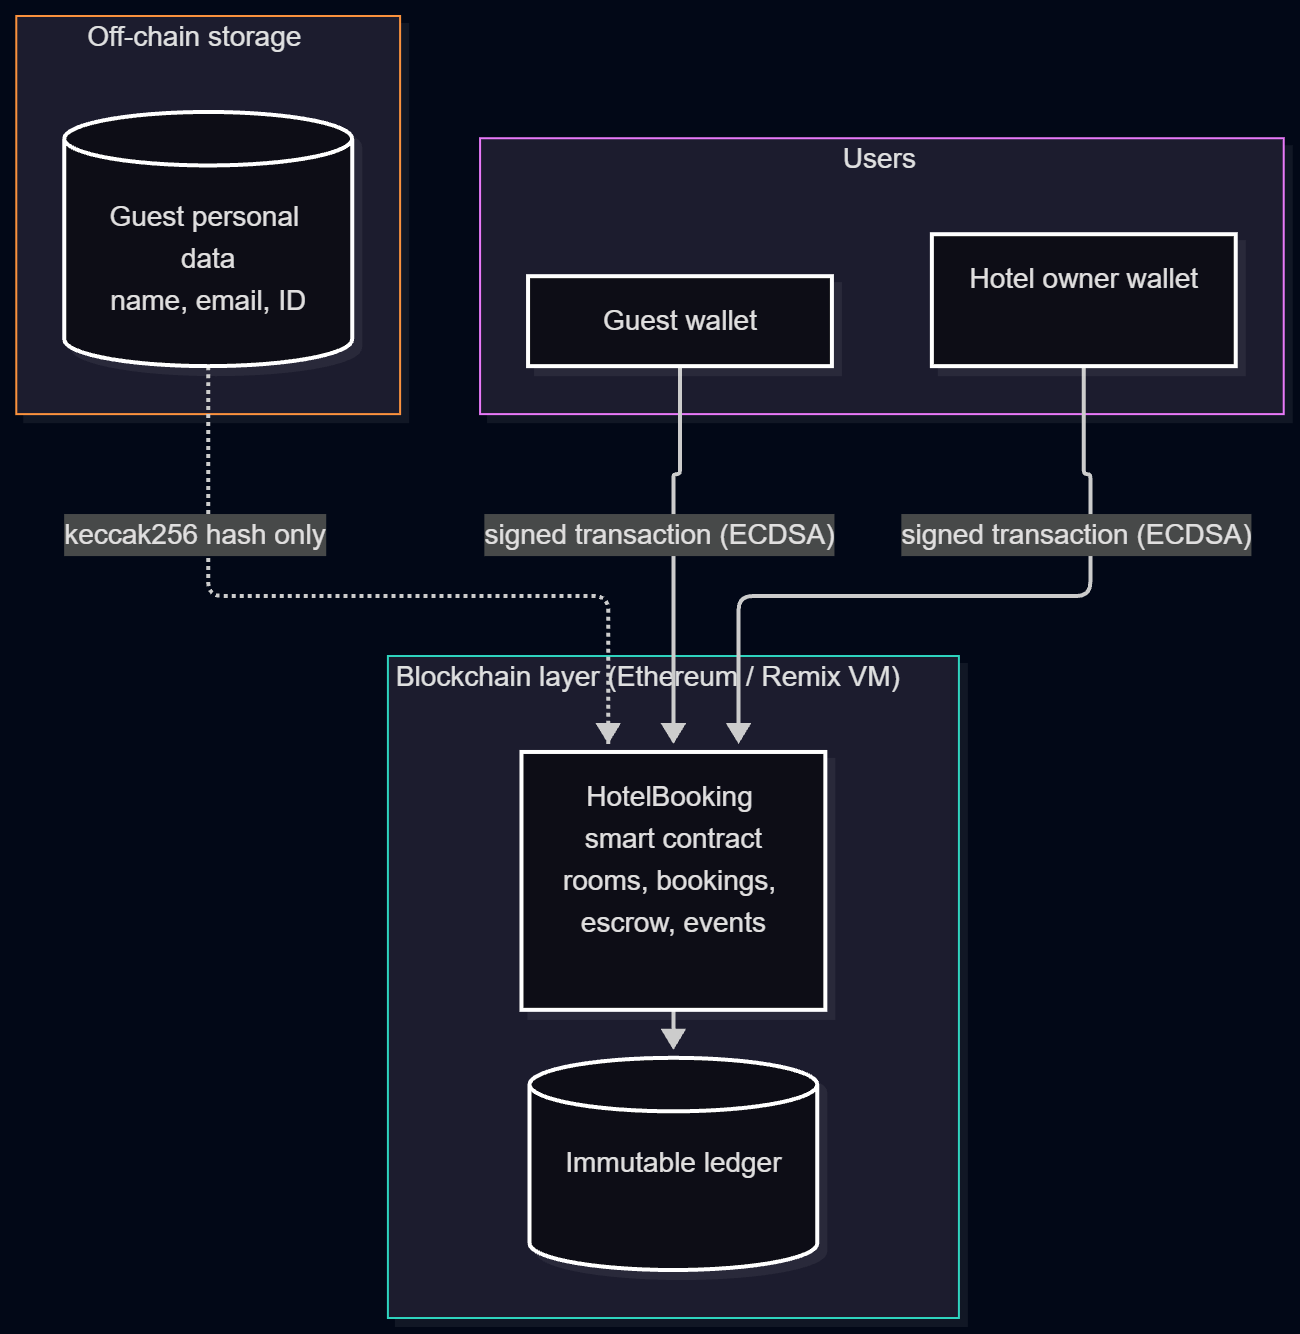 Off-chain storage
Guest personal
data
name, email, ID
Users
Guest wallet
Hotel owner wallet
keccak256 hash only
signed transaction (ECDSA)
signed transaction (ECDSA)
Blockchain layer (Ethereum / Remix VM)
HotelBooking
smart contract
rooms, bookings,
escrow, events
Immutable ledger